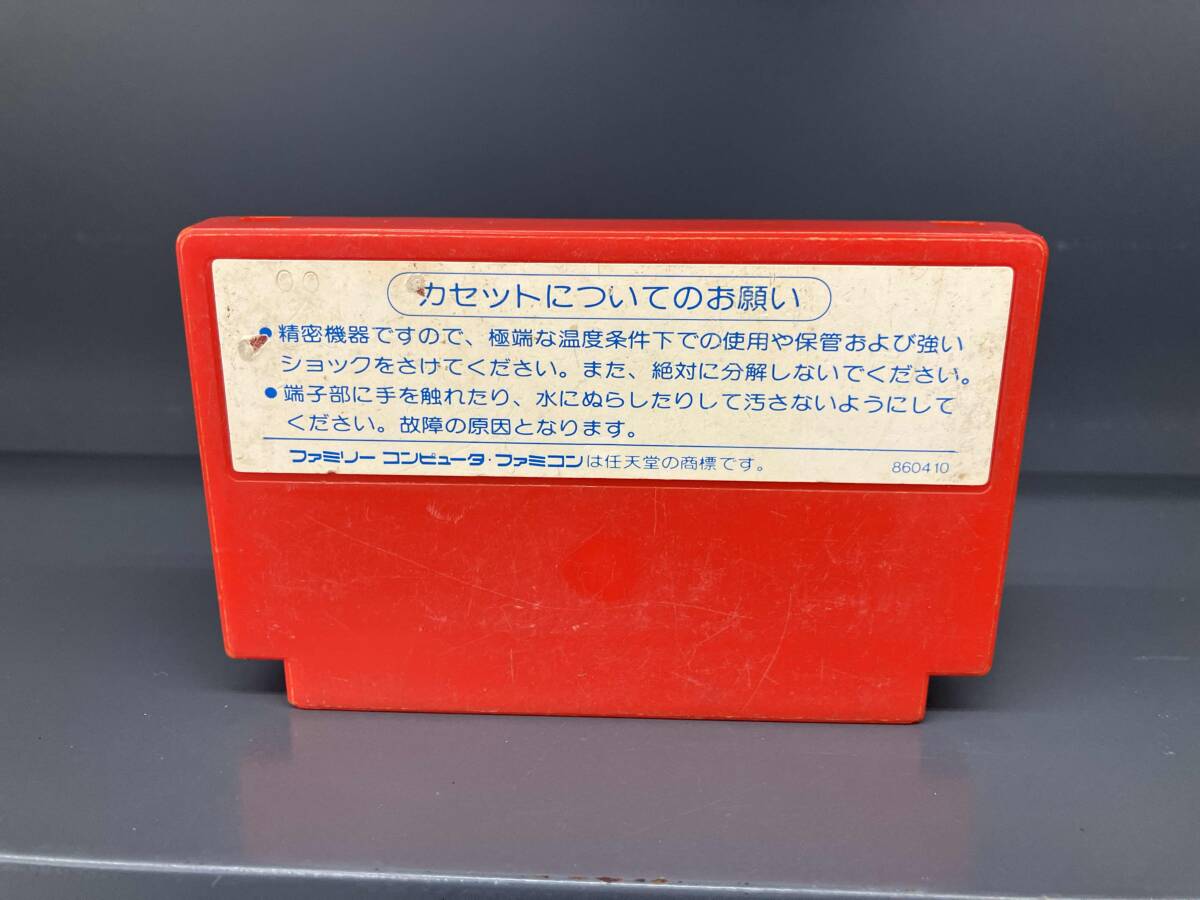 カセットについてのお願い
●精密機器ですので、極端な温度条件下での使用や保管および強い
ショックをさけてください。また、絶対に分解しないでください。
●端子部に手を触れたり、水にぬらしたりして汚さないようにして
ください。故障の原因となります。
ファミリー コンピュータ・ファミコンは任天堂の商標です。 860410